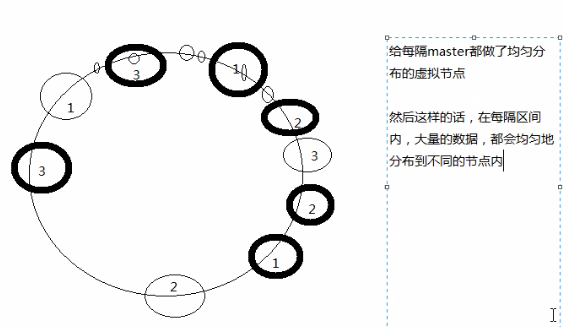 3
1
1
2
3
3
2
1
2
给每隔master都做了均匀分
布的虚拟节点
然后这样的话，在每隔区间
内，大量的数据，都会均匀地
分布到不同的节点内